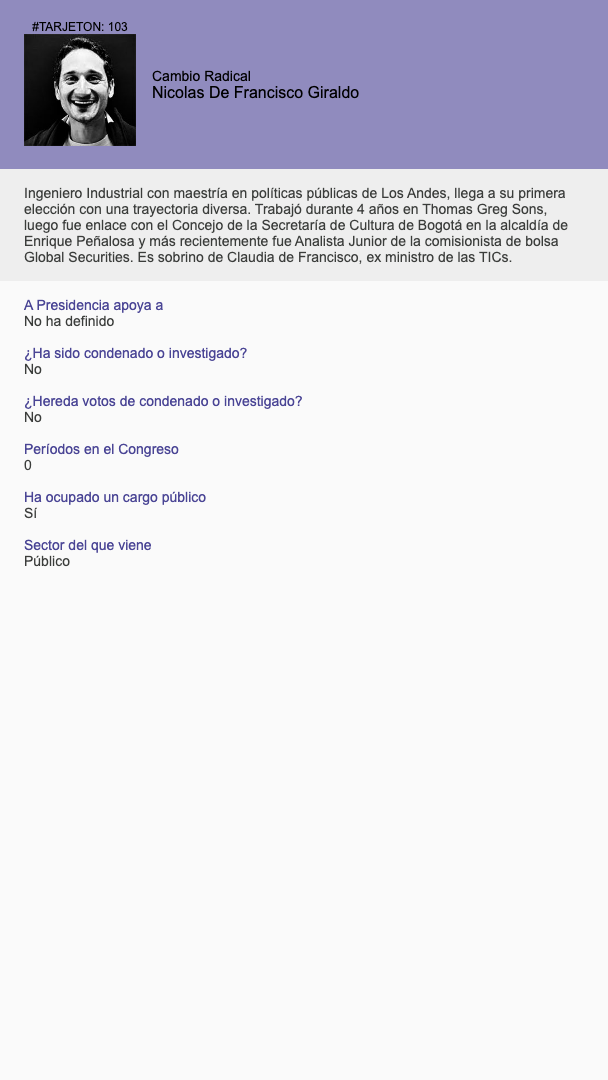 #TARJETON: 103
Cambio Radical
Nicolas De Francisco Giraldo
Ingeniero Industrial con maestría en políticas públicas de Los Andes, llega a su primera
elección con una trayectoria diversa. Trabajó durante 4 años en Thomas Greg Sons,
luego fue enlace con el Concejo de la Secretaría de Cultura de Bogotá en la alcaldía de
Enrique Peñalosa y más recientemente fue Analista Junior de la comisionista de bolsa
Global Securities. Es sobrino de Claudia de Francisco, ex ministro de las TICs.
A Presidencia apoya a
No ha definido
¿Ha sido condenado o investigado?
No
¿Hereda votos de condenado o investigado?
No
Períodos en el Congreso
0
Ha ocupado un cargo público
Sí
Sector del que viene
Público